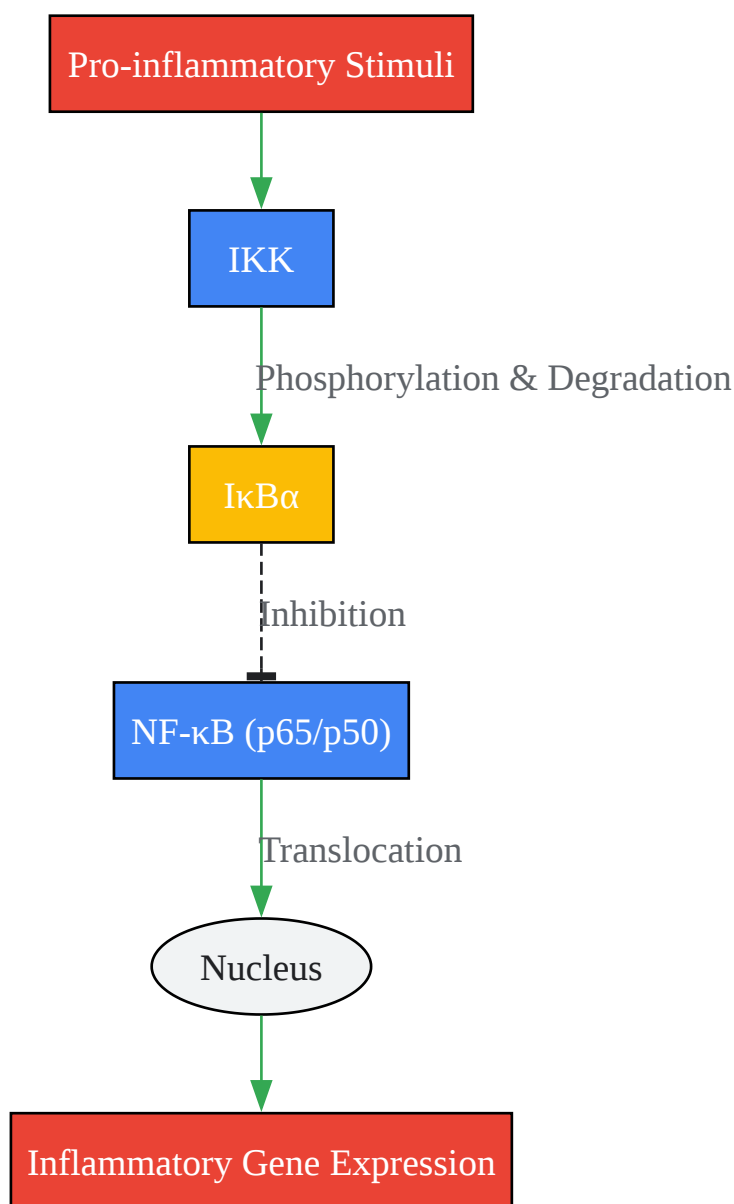 Pro-inflammatory Stimuli
IKK
Phosphorylation & Degradation
IκBα
Inhibition
NF-κB (p65/p50)
Translocation
Nucleus
Inflammatory Gene Expression